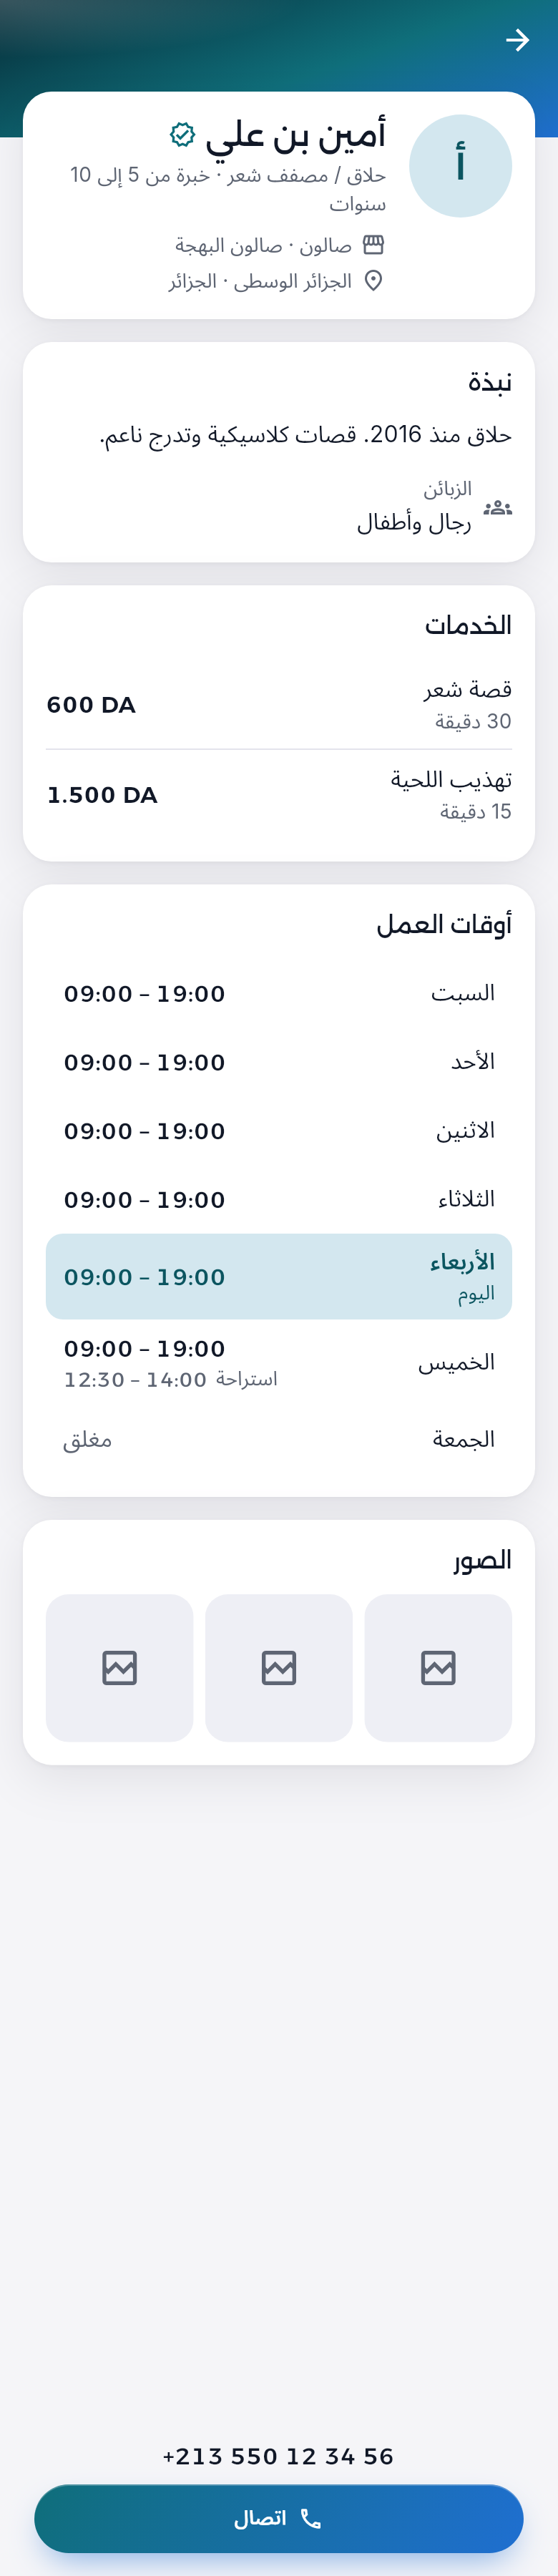 أ
أمين بن علي
حلاق / مصفف شعر · خبرة من 5 إلى 10
سنوات
صالون · صالون البهجة
الجزائر الوسطى · الجزائر
نبذة
حلاق منذ 2016. قصات كلاسيكية وتدرج ناعم.
الزبائن
رجال وأطفال
الخدمات
قصة شعر
30 دقيقة
600 DA
تهذيب اللحية
15 دقيقة
1.500 DA
أوقات العمل
السبت 09:00 – 19:00
الأحد 09:00 – 19:00
الاثنين 09:00 – 19:00
الثلاثاء 09:00 – 19:00
الأربعاء 09:00 – 19:00
اليوم
الخميس 09:00 – 19:00
استراحة 12:30 – 14:00
الجمعة مغلق
الصور
+213 550 12 34 56
اتصال